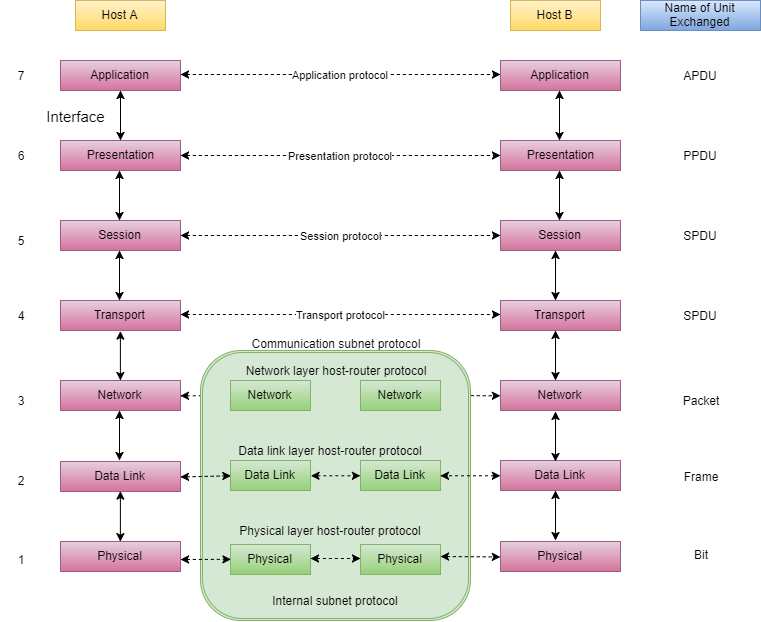 Host A
Host B
Name of Unit
Exchanged
7
Application
Application protocol
Application
APDU
Interface
6
Presentation
Presentation protocol
Presentation
PPDU
5
Session
Session protocol
Session
SPDU
4
Transport
Transport protocol
Transport
SPDU
Communication subnet protocol
Network layer host-router protocol
3
Network
Network
Network
Network
Packet
Data link layer host-router protocol
2
Data Link
Data Link
Data Link
Data Link
Frame
Physical layer host-router protocol
1
Physical
Physical
Physical
Physical
Bit
Internal subnet protocol